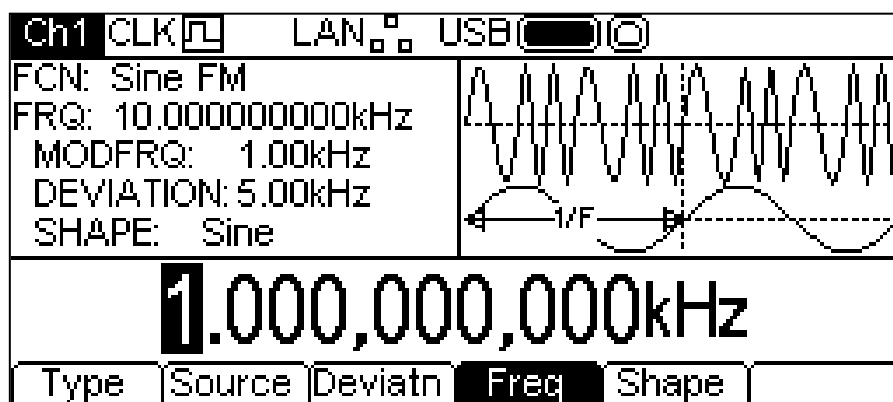 Ch1 CLK LAN USB
FCN: Sine FM
FRQ: 10.000000000kHz
MODFRQ: 1.00kHz
DEVIATION: 5.00kHz
SHAPE: Sine
1/F
1.000,000,000kHz
Type Source Deviatn Freq Shape